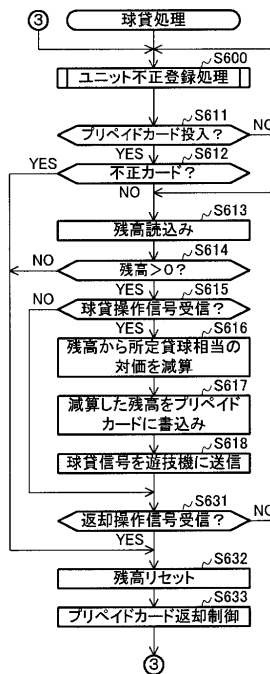 球貸処理
③
S600
ユニット不正登録処理
S611
プリペイドカード投入?
NO
YES
S612
YES
不正カード?
NO
S613
残高読込み
S614
NO
残高>0?
YES
S615
NO
球貸操作信号受信?
YES
S616
残高から所定貸球相当の
対価を減算
S617
減算した残高をプリペイド
カードに書込み
S618
球貸信号を遊技機に送信
S631
返却操作信号受信?
NO
YES
S632
残高リセット
S633
プリペイドカード返却制御
③